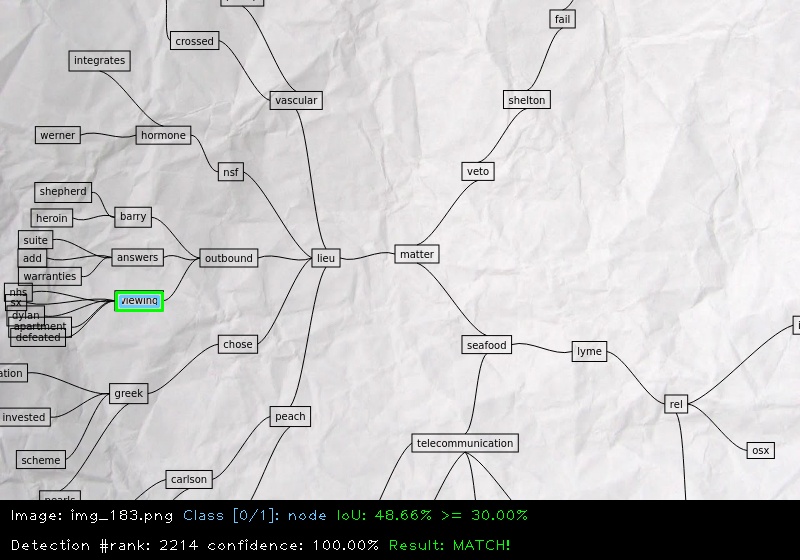 fail
crossed
integrates
vascular
shelton
werner
hormone
nsf
veto
shepherd
barry
heroin
suite
add
answers
outbound
lieu
matter
warranties
nhs
viewing
sx
dylan
apartment
defeated
chose
seafood
lyme
ation
greek
rel
invested
peach
telecommunication
scheme
osx
carlson
pearls
Image: img_183.png Class [0/1]: node IoU: 48.66% >= 30.00%
Detection #rank: 2214 confidence: 100.00% Result: MATCH!